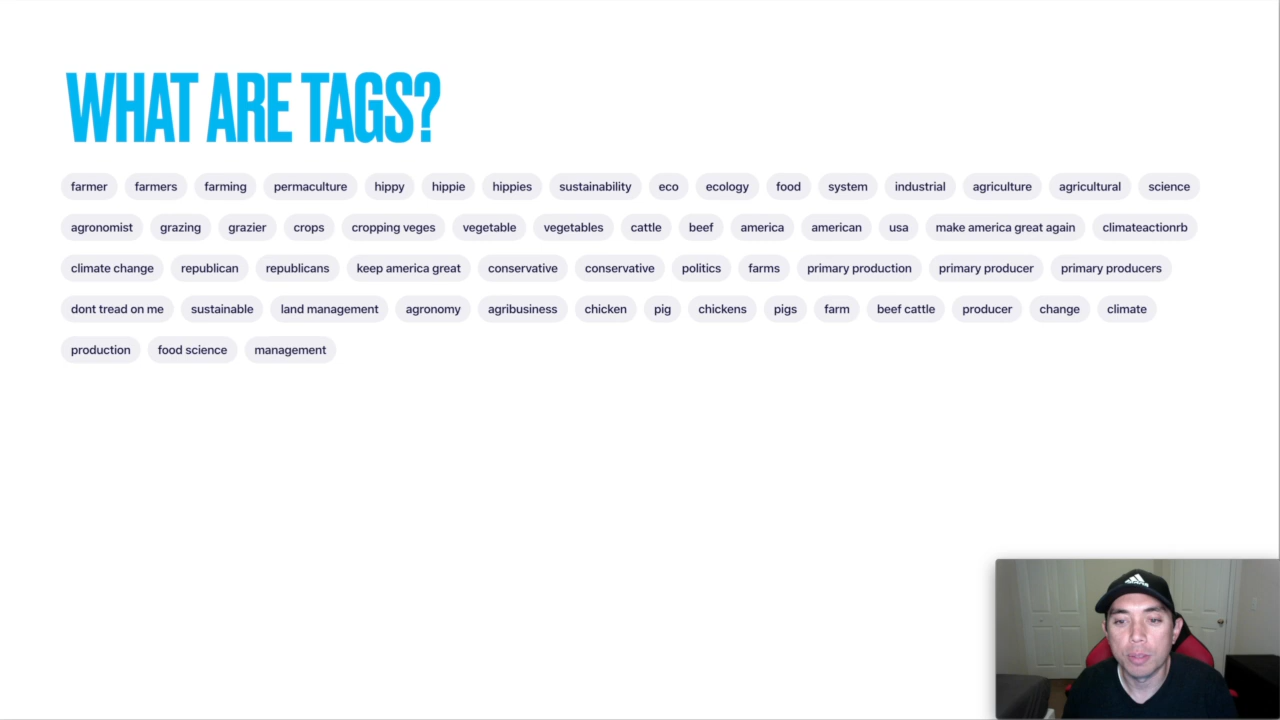 WHAT ARE TAGS?
farmer farmers farming permaculture hippy hippie hippies sustainability eco ecology food system industrial agriculture agricultural science
agronomist grazing grazier crops cropping veges vegetable vegetables cattle beef america american usa make america great again climateactionrb
climate change republican republicans keep america great conservative conservative politics farms primary production primary producer primary producers
dont tread on me sustainable land management agronomy agribusiness chicken pig chickens pigs farm beef cattle producer change climate
production food science management